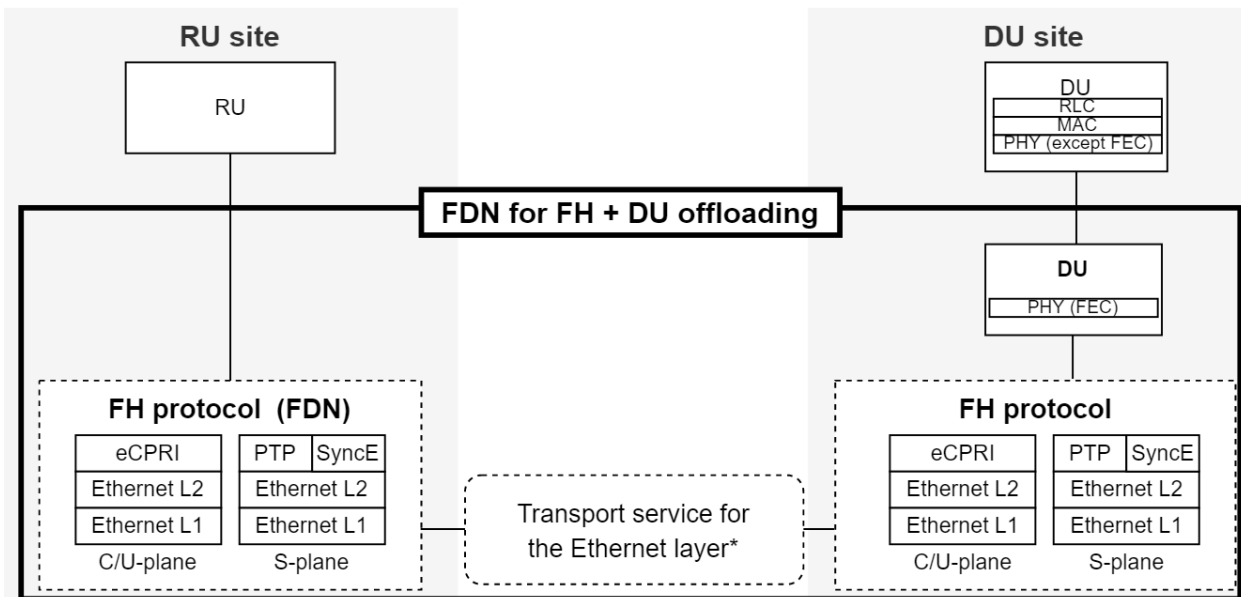 RU site
DU site
RU
DU
RLC
MAC
PHY (except FEC)
FDN for FH + DU offloading
DU
PHY (FEC)
FH protocol (FDN)
eCPRI
PTP
SyncE
Ethernet L2
Ethernet L2
Ethernet L1
Ethernet L1
C/U-plane
S-plane
Transport service for
the Ethernet layer*
FH protocol
eCPRI
PTP
SyncE
Ethernet L2
Ethernet L2
Ethernet L1
Ethernet L1
C/U-plane
S-plane